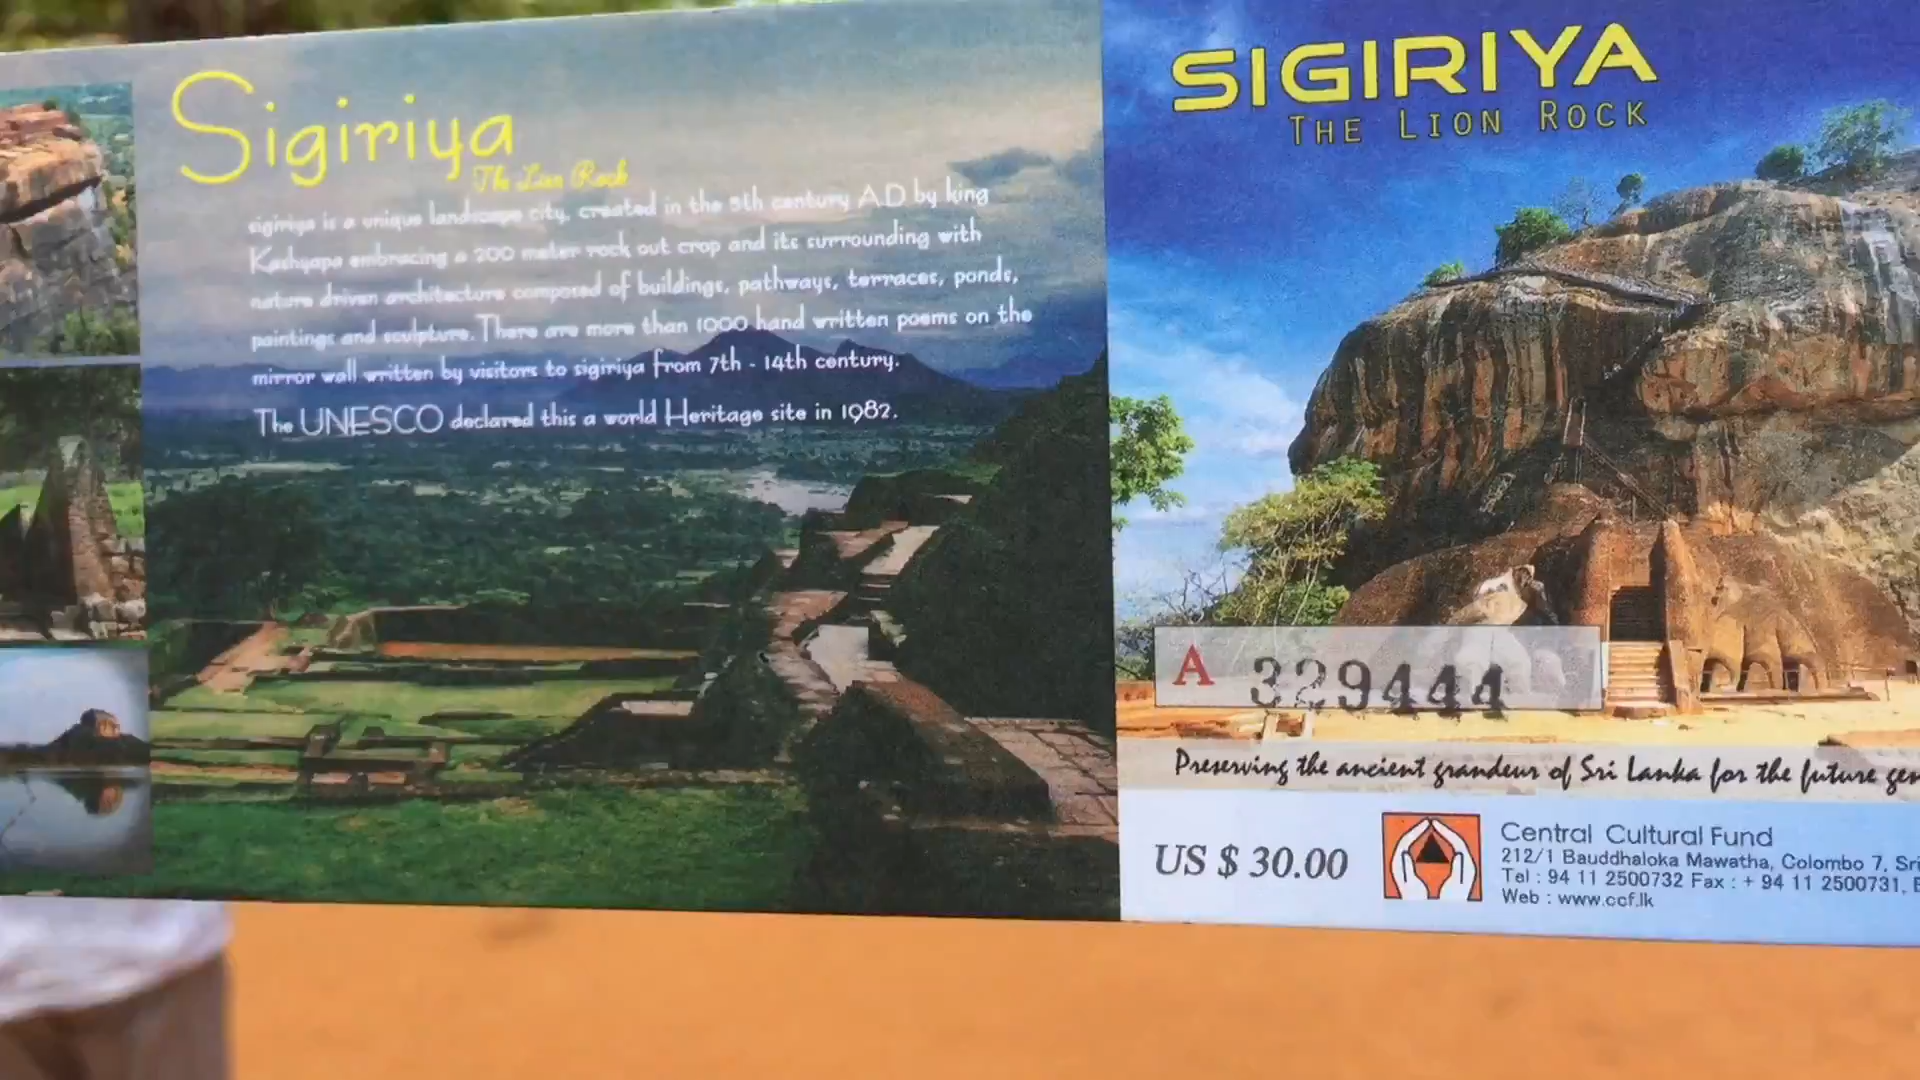 Sigiriya
The Lion Rock
sigiriya is a unique landscape city, created in the 5th century A.D by king
Kashyapa embracing a 200 meter rock out crop and its surrounding with
nature driven architecture composed of buildings, pathways, terraces, ponds,
paintings and sculpture. There are more than 1000 hand written poems on the
mirror wall written by visitors to sigiriya from 7th - 14th century.
The UNESCO declared this a world Heritage site in 1982.
SIGIRIYA
THE LION ROCK
A 329444
Preserving the ancient grandeur of Sri Lanka for the future gen
US $ 30.00
Central Cultural Fund
212/1 Bauddhaloka Mawatha, Colombo 7, Sri
Tel : 94 11 2500732 Fax : + 94 11 2500731, E
Web : www.ccf.lk